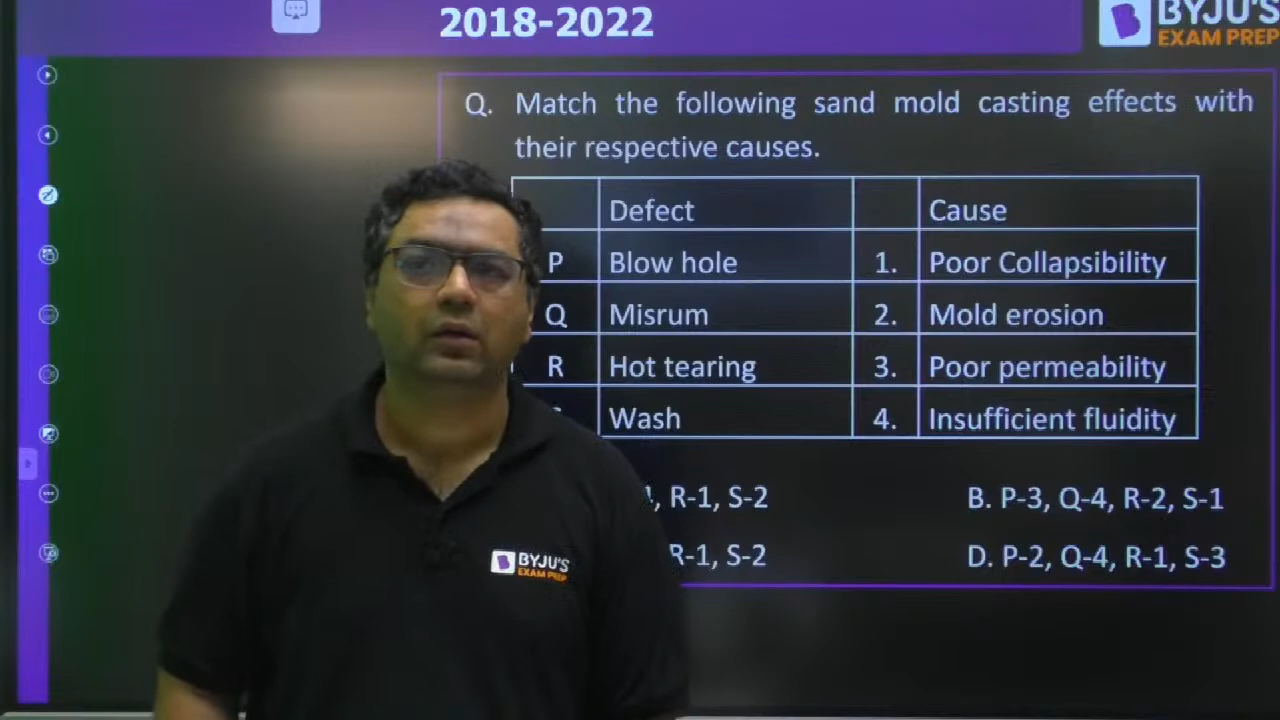 2018-2022
BYJU'S
EXAM PREP
Q. Match the following sand mold casting effects with
their respective causes.
Defect Cause
P Blow hole 1. Poor Collapsibility
Q Misrum 2. Mold erosion
R Hot tearing 3. Poor permeability
Wash 4. Insufficient fluidity
R-1, S-2 B. P-3, Q-4, R-2, S-1
R-1, S-2 D. P-2, Q-4, R-1, S-3
BYJU'S
EXAM PREP